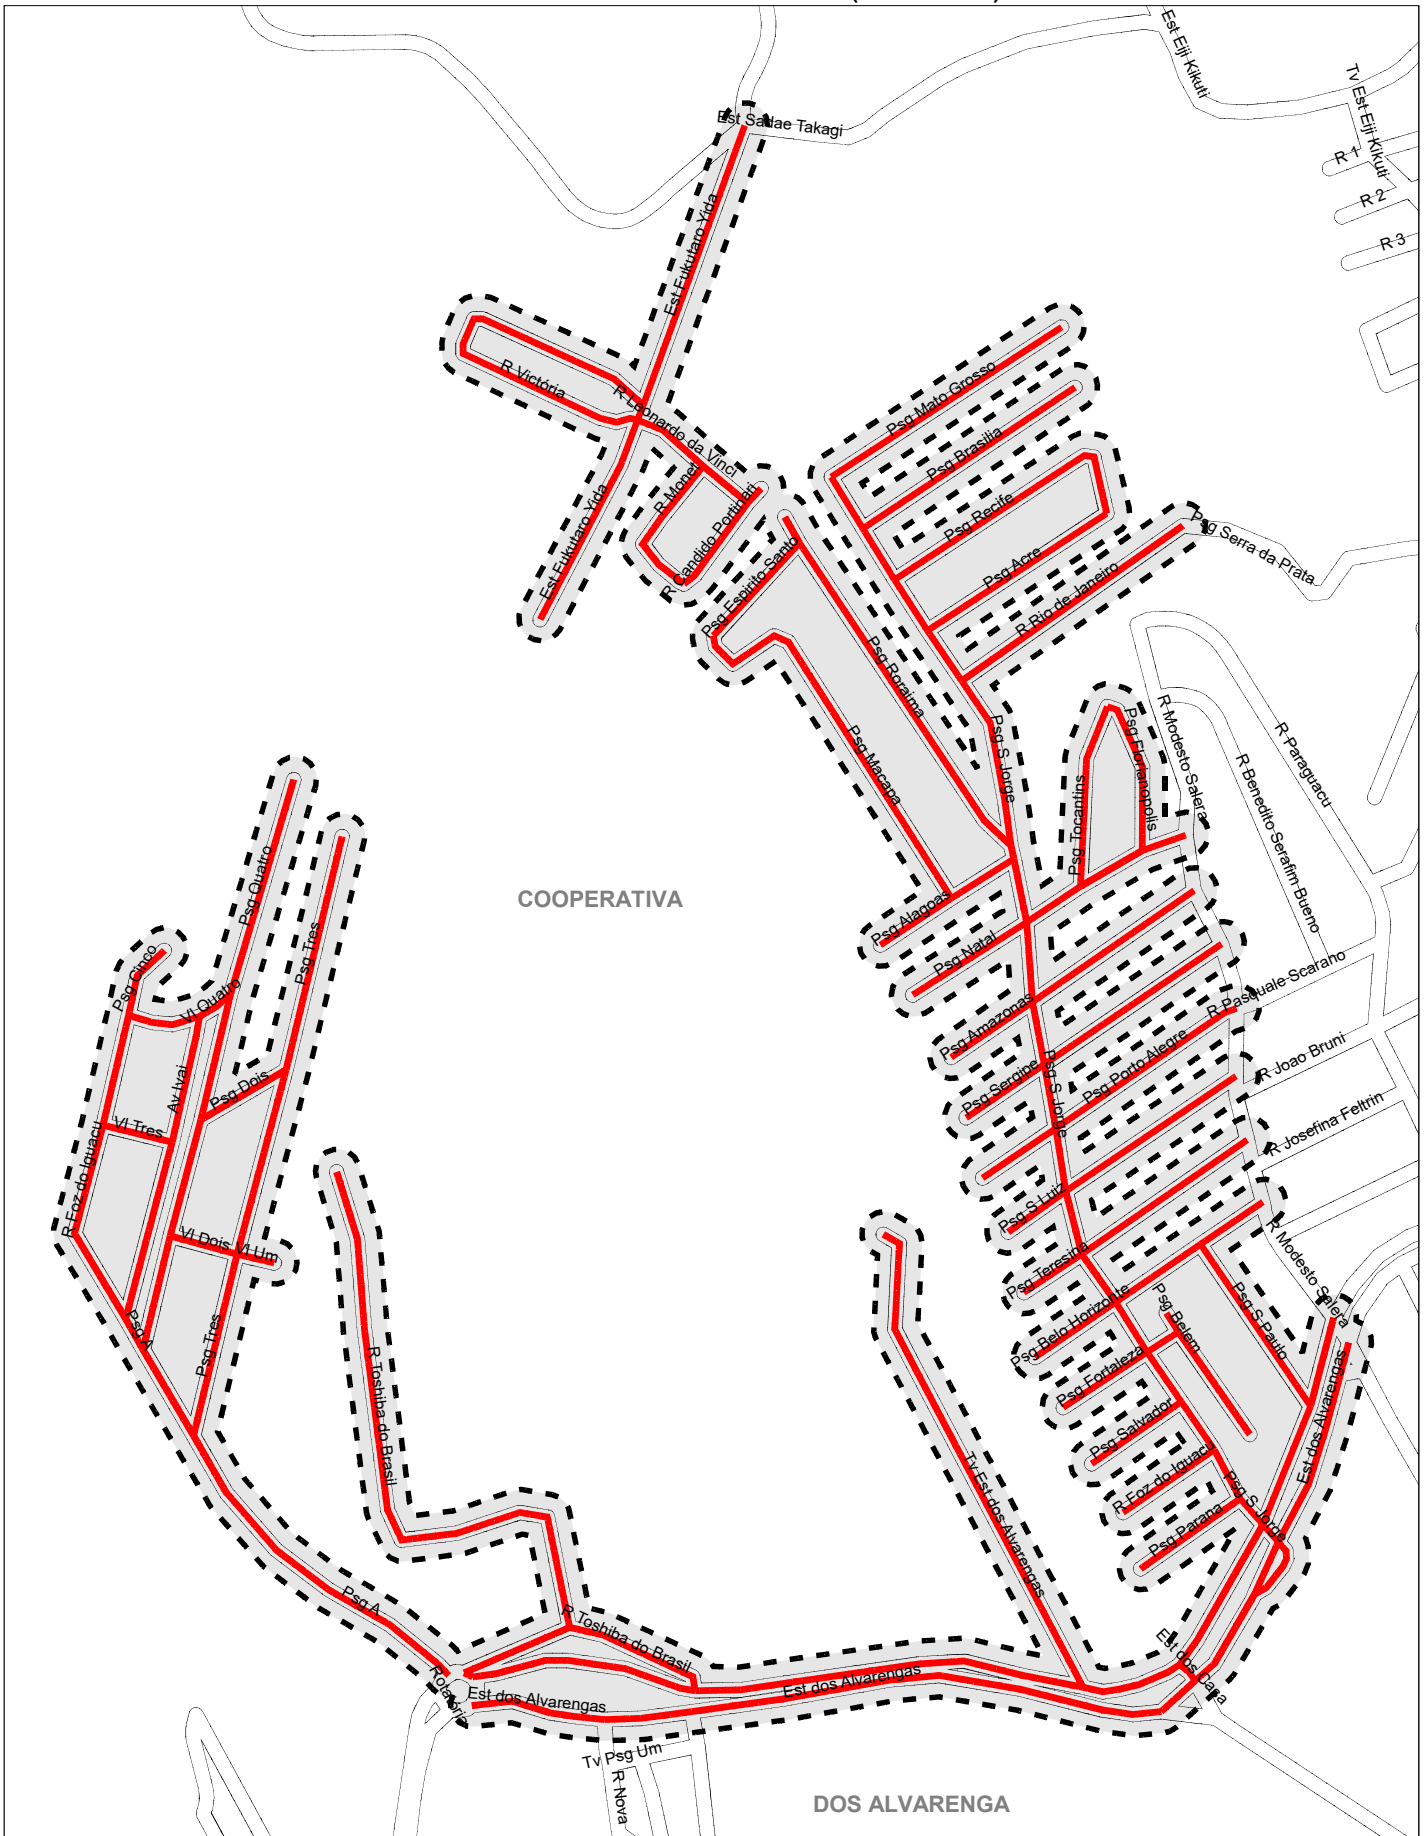 Est Eiji Kikuti
Tv Est Eiji Kikuti
Est Sadae Takagi
R 1
R 2
R 3
Est Fukutaro Yida
R Victória
R Leonardo da Vinci
Psg Mato Grosso
Psg Brasilia
R Monet
R Candido Portinari
Est Fukutaro Yida
Psg Recife
Psg Acre
Psg Serra da Prata
R Rio de Janeiro
Psg Espirito Santo
Psg Roraima
Psg Macapa
Psg S Jorge
Psg Tocantins
Psg Florianopolis
R Modesto Salera
R Paraguacu
R Benedito Serafim Bueno
COOPERATIVA
Psg Quatro
Psg Tres
Psg Cinco
Vl Quatro
Psg Alagoas
Psg Natal
R Pasquale Scarano
Psg Amazonas
Psg Sergipe
Psg S Jorge
Psg Porto Alegre
R Joao Bruni
R Josefina Feltrin
Av Ivai
Psg Dois
Vl Tres
R Foz do Iguacu
Vl Dois
Vl Um
Psg S Luiz
Psg Teresina
R Modesto Salera
Psg Belo Horizonte
Psg Belem
Psg S Paulo
Psg A
Psg Tres
R Toshiba do Brasil
Psg Fortaleza
Psg Salvador
Est dos Alvarengas
R Foz do Iguacu
Psg S Jorge
Psg Parana
Tv Est dos Alvarengas
Psg A
R Toshiba do Brasil
Est dos Casa
Rotatoria
Est dos Alvarengas
Est dos Alvarengas
Tv Psg Um
R Nova
DOS ALVARENGA